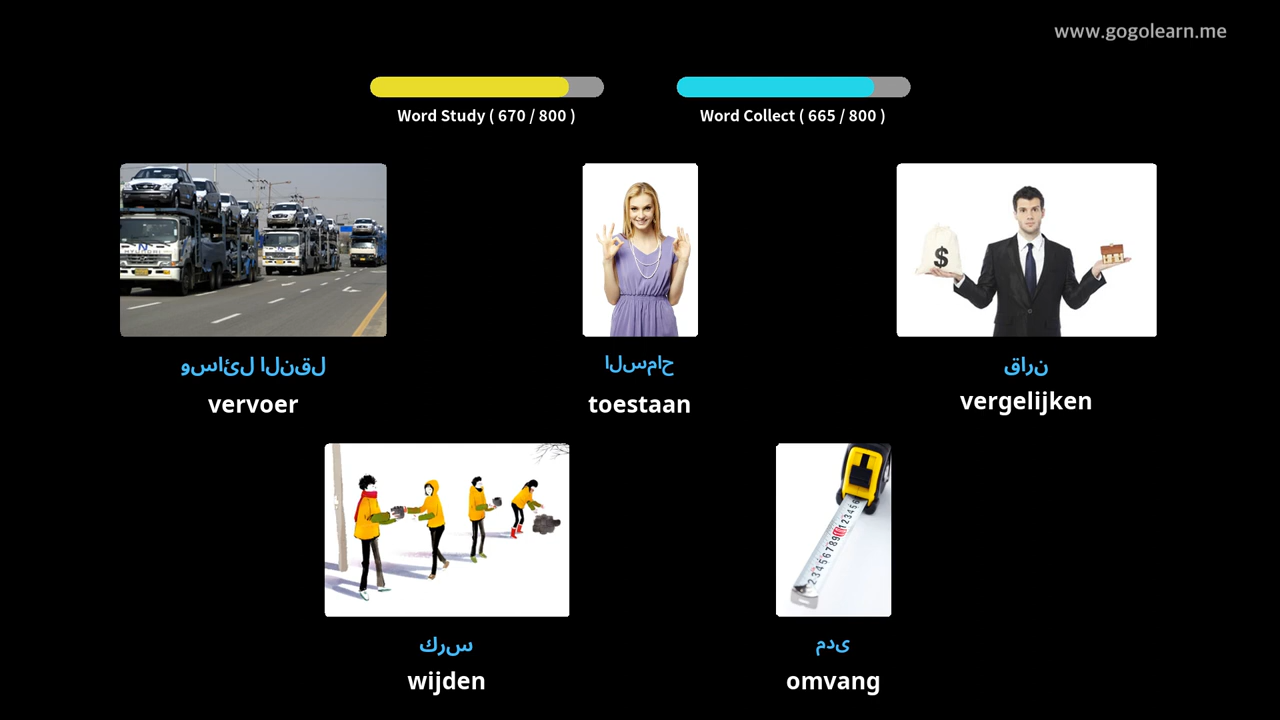 www.gogolearn.me
Word Study ( 670 / 800 )
Word Collect ( 665 / 800 )
وسائل النقل
السماح
قارن
vervoer
toestaan
vergelijken
$
كرس
مدى
wijden
omvang